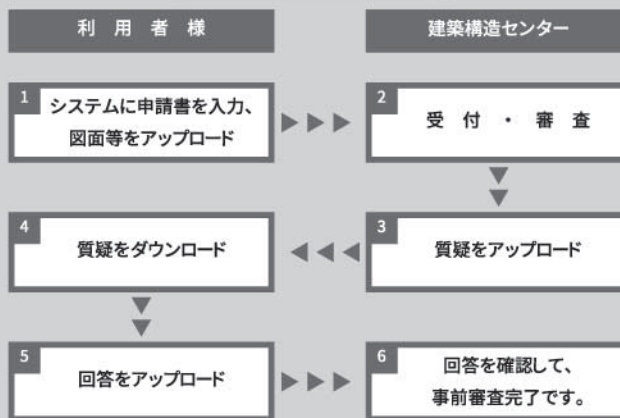 利用者様
建築構造センター
1
システムに申請書を入力、
図面等をアップロード
2
受付・審査
4
質疑をダウンロード
3
質疑をアップロード
5
回答をアップロード
6
回答を確認して、
事前審査完了です。